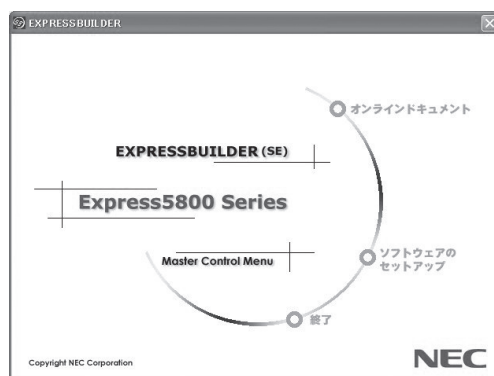 EXPRESSBUILDER
オンラインドキュメント
EXPRESSBUILDER (SE)
Express5800 Series
ソフトウェアの
セットアップ
Master Control Menu
終了
Copyright NEC Corporation
NEC